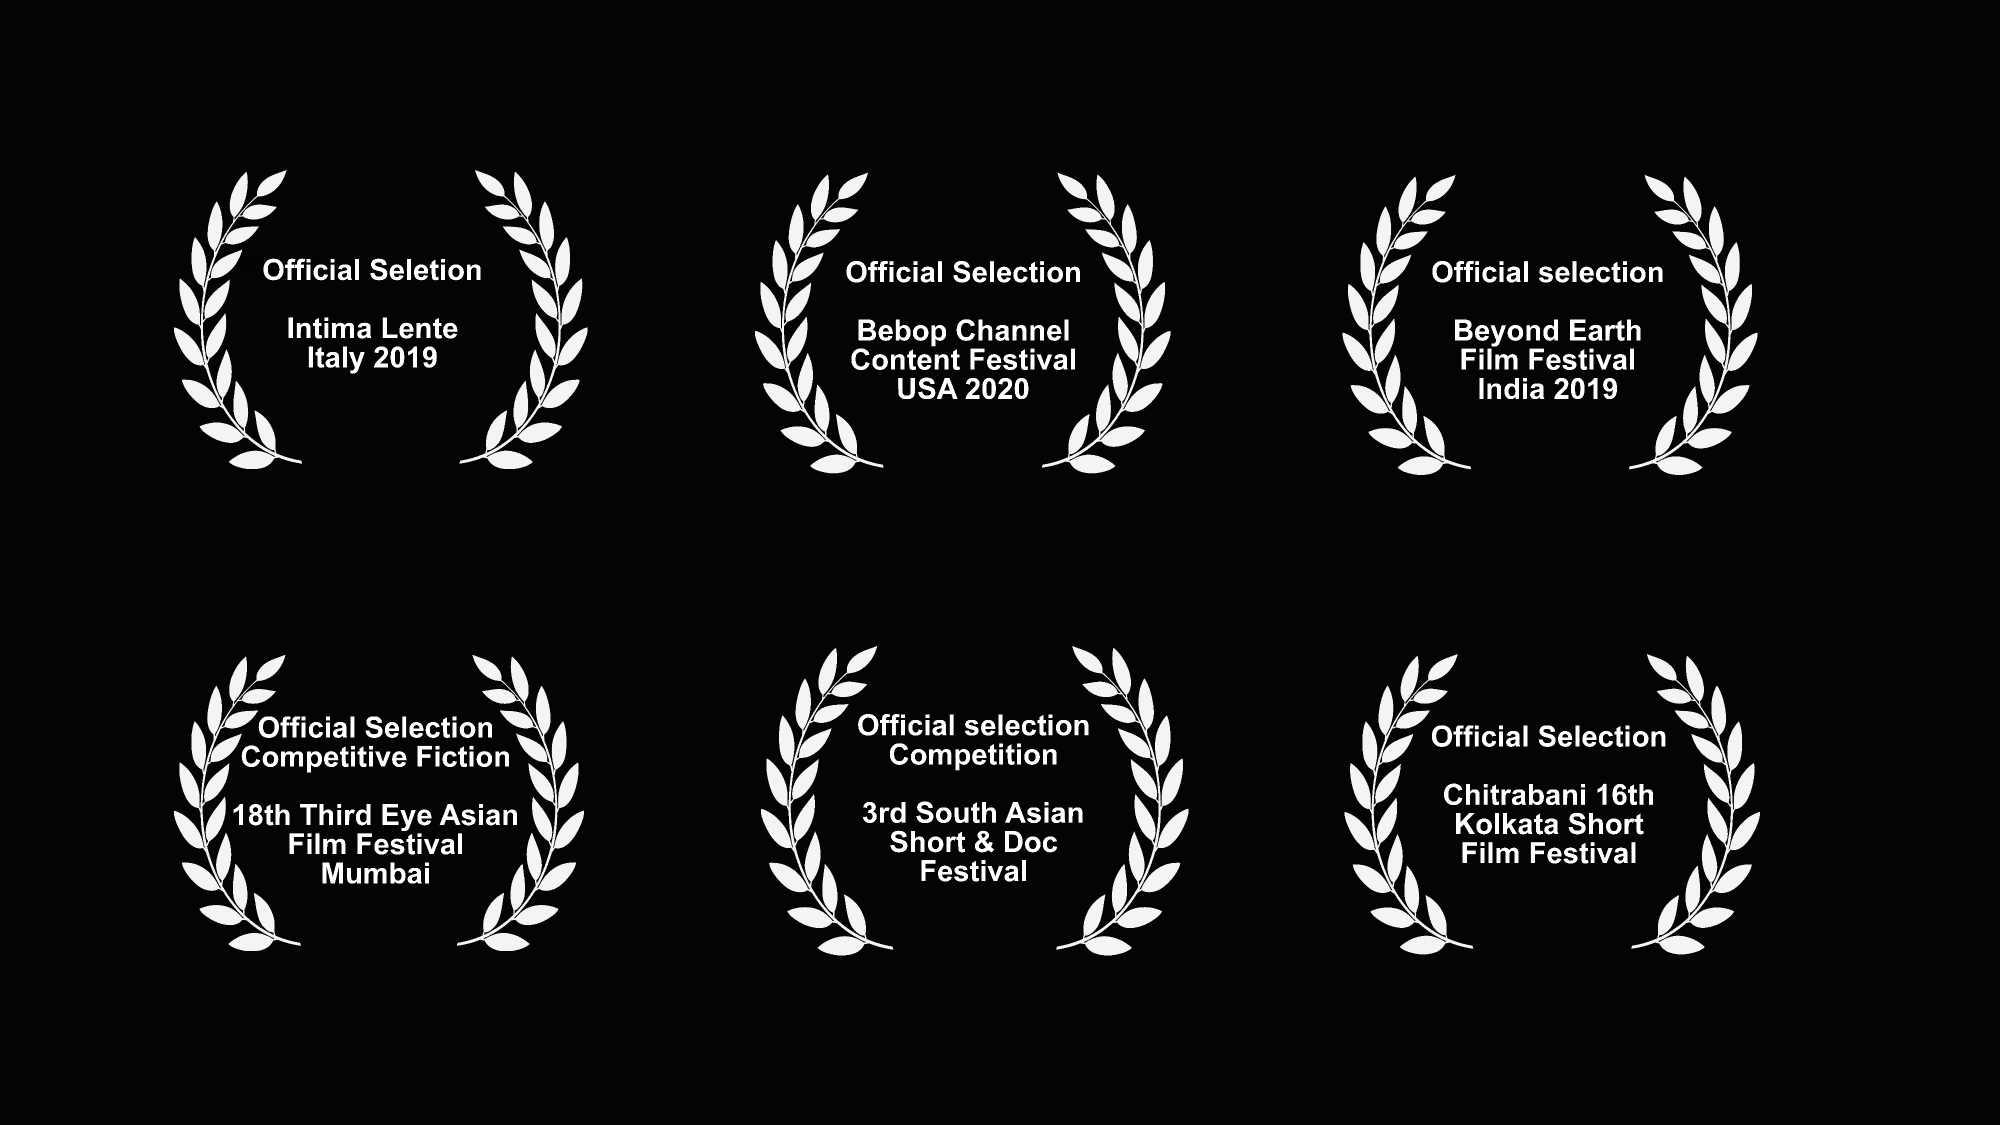 Official Seletion
Intima Lente
Italy 2019
Official Selection
Bebop Channel
Content Festival
USA 2020
Official selection
Beyond Earth
Film Festival
India 2019
Official Selection
Competitive Fiction
18th Third Eye Asian
Film Festival
Mumbai
Official selection
Competition
3rd South Asian
Short & Doc
Festival
Official Selection
Chitrabani 16th
Kolkata Short
Film Festival